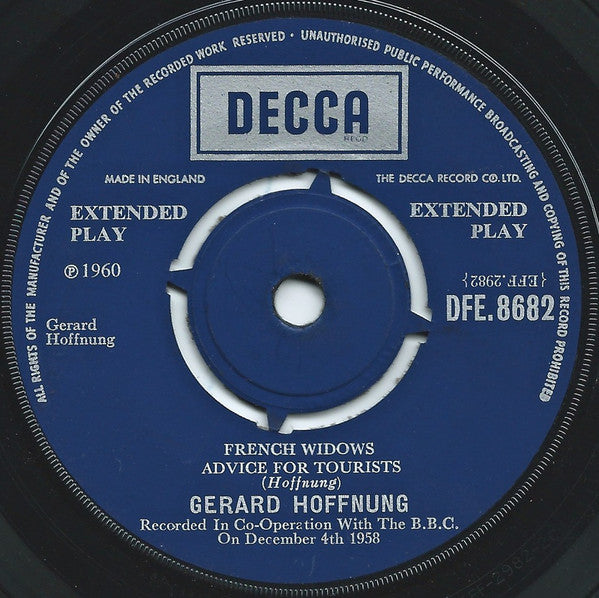 ALL RIGHTS OF THE MANUFACTURER AND OF THE OWNER OF THE RECORDED WORK RESERVED · UNAUTHORISED PUBLIC PERFORMANCE BROADCASTING AND COPYING OF THIS RECORD PROHIBITED
DECCA
REGD
MADE IN ENGLAND
THE DECCA RECORD CO. LTD.
EXTENDED
PLAY
EXTENDED
PLAY
℗ 1960
{EFF.2982}
DFE.8682
Gerard
Hoffnung
FRENCH WIDOWS
ADVICE FOR TOURISTS
(Hoffnung)
GERARD HOFFNUNG
Recorded In Co-Operation With The B.B.C.
On December 4th 1958